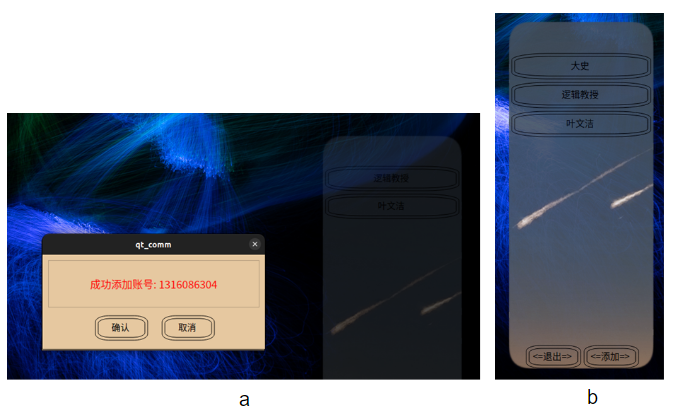 逻辑教授
叶文洁
qt_comm
成功添加账号: 1316086304
确认
取消
a
大史
逻辑教授
叶文洁
<=退出=>
<=添加=>
b